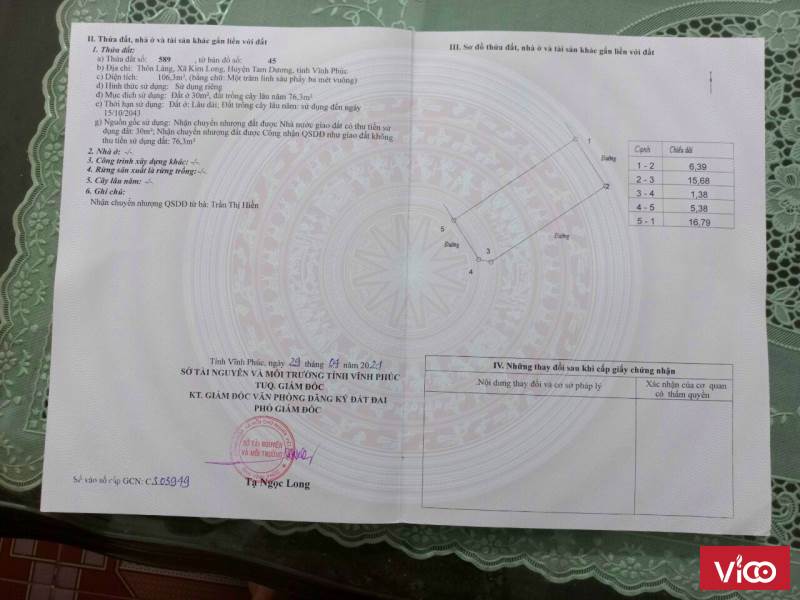 II. Thửa đất, nhà ở và tài sản khác gắn liền với đất
1. Thửa đất:
a) Thửa đất số: 589 , tờ bản đồ số: 45
b) Địa chỉ: Thôn Làng, Xã Kim Long, Huyện Tam Dương, tỉnh Vĩnh Phúc
c) Diện tích: 106,3m², (bằng chữ: Một trăm linh sáu phẩy ba mét vuông)
d) Hình thức sử dụng: Sử dụng riêng
đ) Mục đích sử dụng: Đất ở 30m²; đất trồng cây lâu năm 76,3m²
e) Thời hạn sử dụng: Đất ở: Lâu dài; Đất trồng cây lâu năm: sử dụng đến ngày
15/10/2043
g) Nguồn gốc sử dụng: Nhận chuyển nhượng đất được Nhà nước giao đất có thu tiền sử
dụng đất: 30m²; Nhận chuyển nhượng đất được Công nhận QSDĐ như giao đất không
thu tiền sử dụng đất: 76,3m²
2. Nhà ở: -/-
3. Công trình xây dựng khác: -/-
4. Rừng sản xuất là rừng trồng:-/-
5. Cây lâu năm: -/-
6. Ghi chú:
Nhận chuyển nhượng QSDĐ từ bà: Trần Thị Hiền
Tỉnh Vĩnh Phúc, ngày 29 tháng 07 năm 2021
SỞ TÀI NGUYÊN VÀ MÔI TRƯỜNG TỈNH VĨNH PHÚC
TUQ. GIÁM ĐỐC
KT. GIÁM ĐỐC VĂN PHÒNG ĐĂNG KÝ ĐẤT ĐAI
PHÓ GIÁM ĐỐC
SỞ TÀI NGUYÊN
VÀ MÔI TRƯỜNG
Tạ Ngọc Long
Số vào sổ cấp GCN: CS03949
III. Sơ đồ thửa đất, nhà ở và tài sản khác gắn liền với đất
1
Đường
2
5
Đường
Đường
3
4
Cạnh Chiều dài
1 - 2 6,39
2 - 3 15,68
3 - 4 1,38
4 - 5 5,38
5 - 1 16,79
IV. Những thay đổi sau khi cấp giấy chứng nhận
Nội dung thay đổi và cơ sở pháp lý
Xác nhận của cơ quan
có thẩm quyền
ViCO